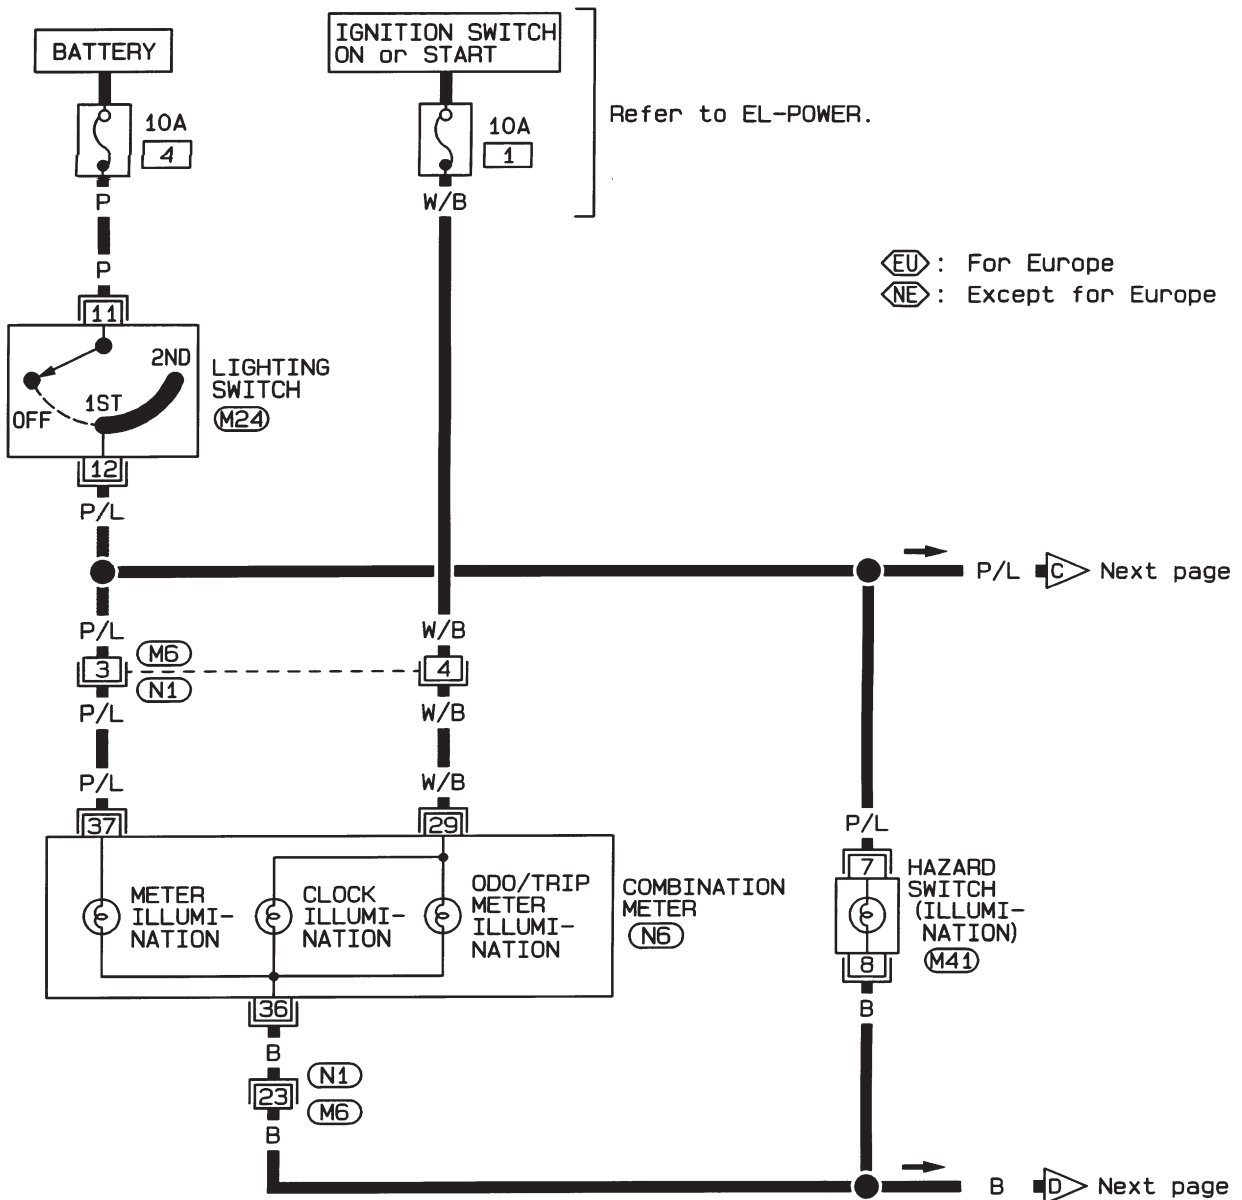 BATTERY
IGNITION SWITCH
ON or START
10A
4
10A
1
Refer to EL-POWER.
P
W/B
P
EU : For Europe
NE : Except for Europe
11
2ND
1ST
OFF
LIGHTING
SWITCH
M24
12
P/L
P/L
C
Next page
P/L
W/B
3
M6
N1
4
P/L
W/B
P/L
W/B
37
29
METER
ILLUMI-
NATION
CLOCK
ILLUMI-
NATION
ODO/TRIP
METER
ILLUMI-
NATION
COMBINATION
METER
N6
P/L
7
HAZARD
SWITCH
(ILLUMI-
NATION)
M41
8
B
36
B
N1
23
M6
B
B
D
Next page